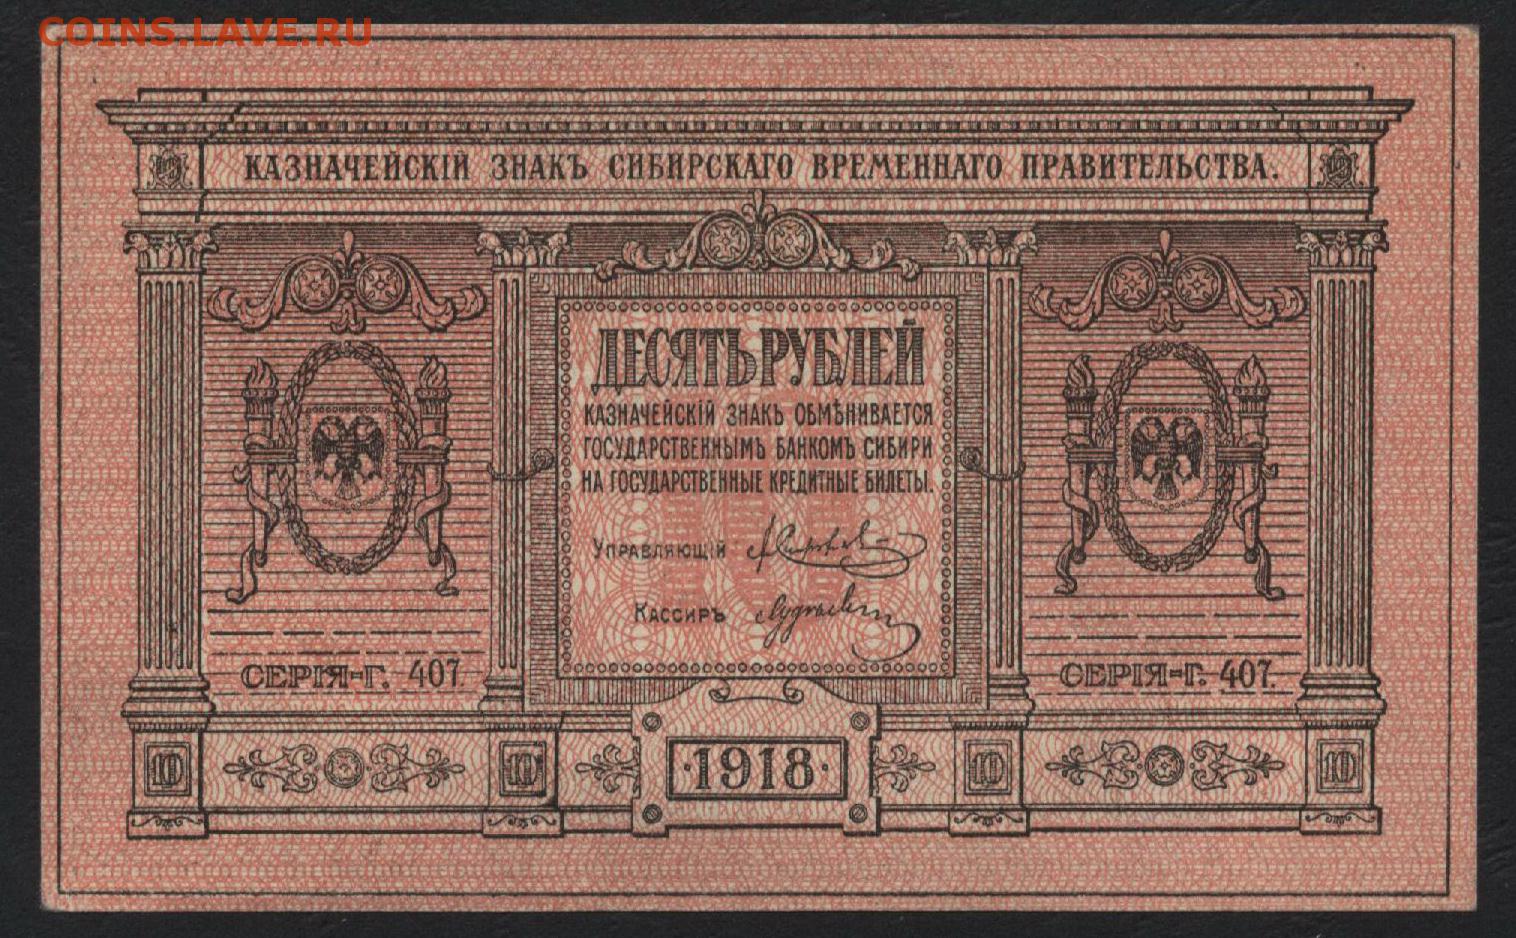 COINS.LAVE.RU
КАЗНАЧЕЙСКІЙ ЗНАКЪ СИБИРСКАГО ВРЕМЕННАГО ПРАВИТЕЛЬСТВА.
ДЕСЯТЬ РУБЛЕЙ
КАЗНАЧЕЙСКІЙ ЗНАКЪ ОБМѢНИВАЕТСЯ
ГОСУДАРСТВЕННЫМЪ БАНКОМЪ СИБИРИ
НА ГОСУДАРСТВЕННЫЕ КРЕДИТНЫЕ БИЛЕТЫ.
УПРАВЛЯЮЩІЙ
КАССИРЪ
СЕРІЯ-Г. 407.
СЕРІЯ-Г. 407.
10 10 10 10
·1918·